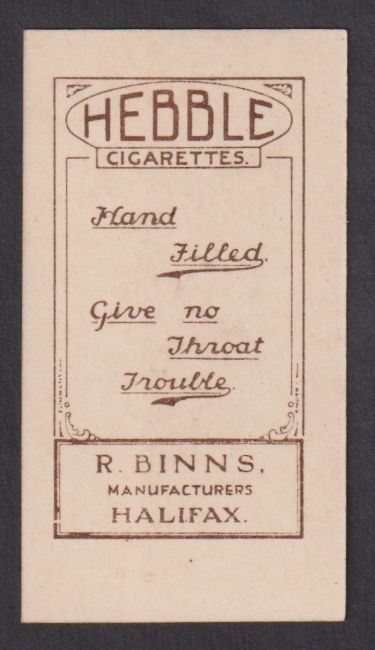 HEBBLE
CIGARETTES.
Hand
Filled.
Give no
Throat
Trouble.
R. BINNS,
MANUFACTURERS
HALIFAX.